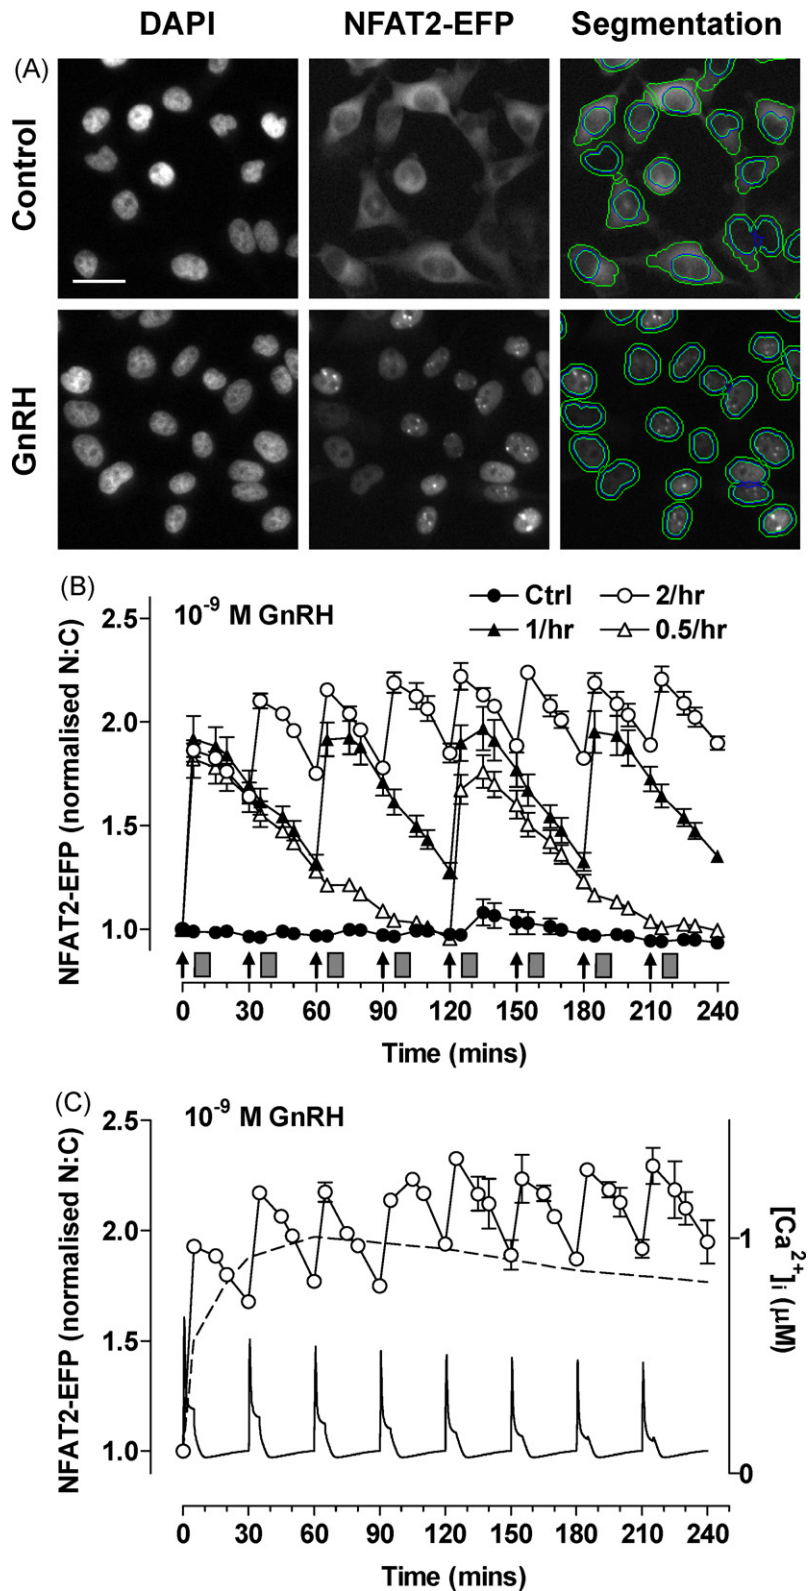 DAPI NFAT2-EFP Segmentation
(A)
Control
GnRH
(B)
10⁻⁹ M GnRH
Ctrl 2/hr
1/hr 0.5/hr
NFAT2-EFP (normalised N:C)
2.5
2.0
1.5
1.0
0 30 60 90 120 150 180 210 240
Time (mins)
(C)
10⁻⁹ M GnRH
NFAT2-EFP (normalised N:C)
2.5
2.0
1.5
1.0
1
0
[Ca²⁺]i (μM)
0 30 60 90 120 150 180 210 240
Time (mins)